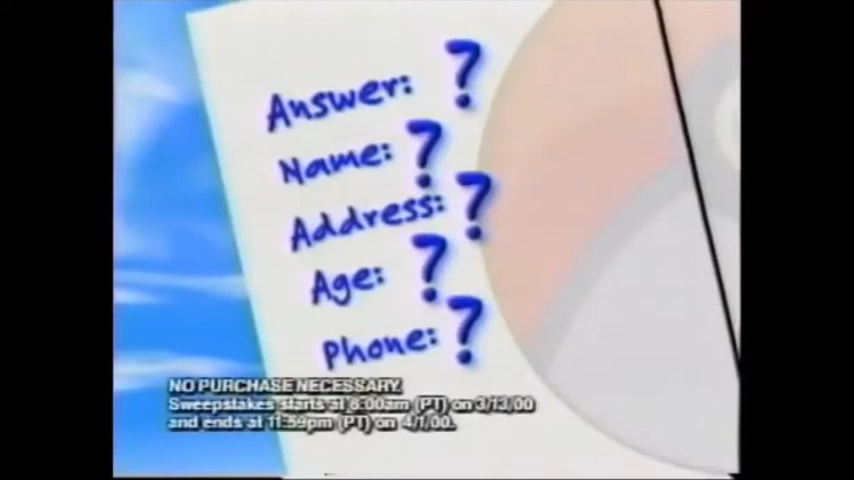 Answer: ?
Name: ?
Address: ?
Age: ?
Phone: ?
NO PURCHASE NECESSARY.
Sweepstakes starts at 8:00am (PT) on 3/13/00
and ends at 11:59pm (PT) on 4/1/00.